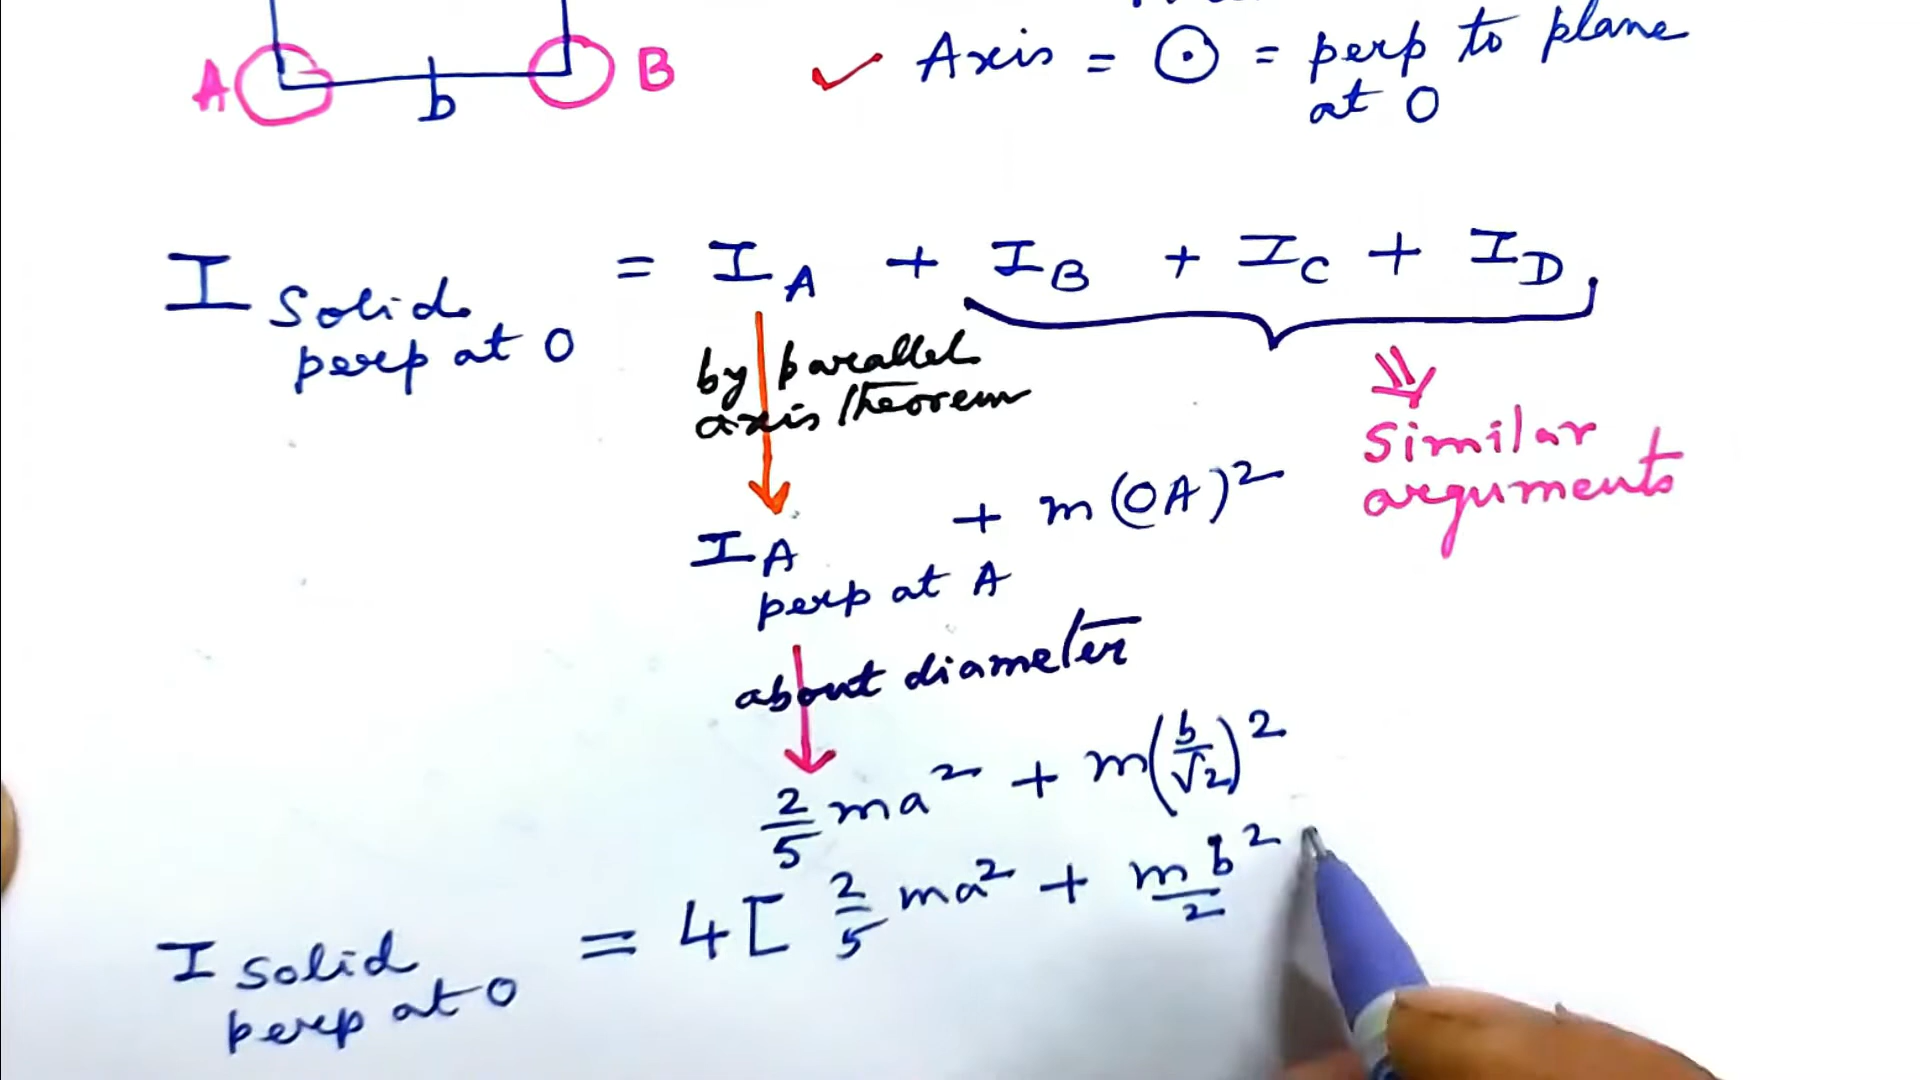 A
b
B
✓ Axis = ⊙ = perp to plane
at O
I solid perp at O = I_A + I_B + I_C + I_D
by parallel
axis theorem
similar
arguments
I_A perp at A + m(OA)²
about diameter
2/5 ma² + m(b/√2)²
I solid perp at O = 4[ 2/5 ma² + mb²/2